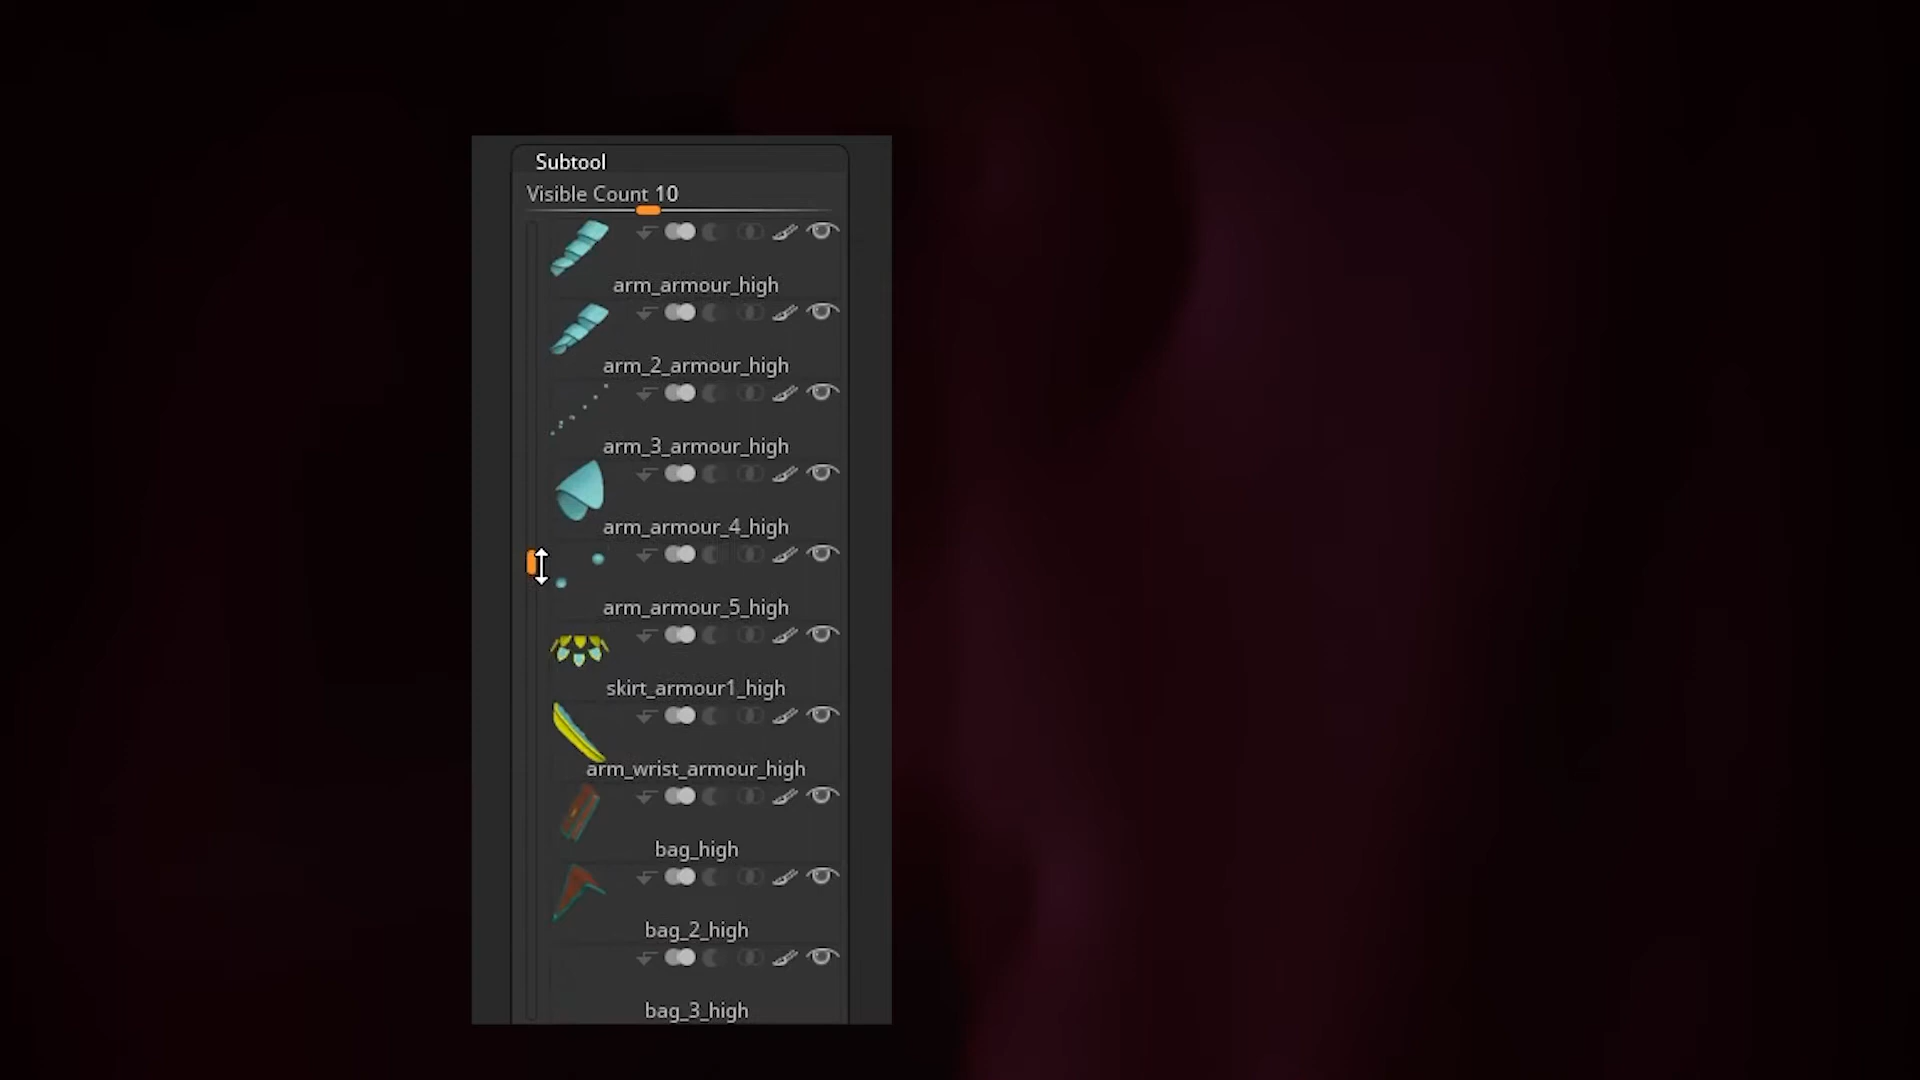 Subtool
Visible Count 10
arm_armour_high
arm_2_armour_high
arm_3_armour_high
arm_armour_4_high
arm_armour_5_high
skirt_armour1_high
arm_wrist_armour_high
bag_high
bag_2_high
bag_3_high